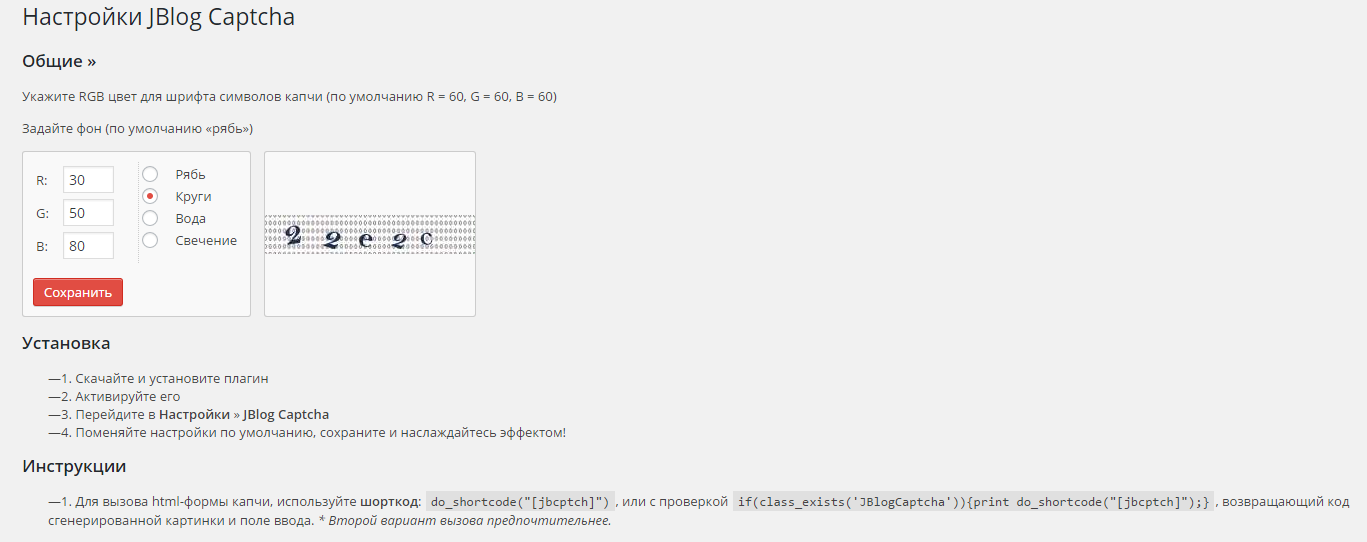 Настройки JBlog Captcha
Общие »
Укажите RGB цвет для шрифта символов капчи (по умолчанию R = 60, G = 60, B = 60)
Задайте фон (по умолчанию «рябь»)
R: 30
G: 50
B: 80
Рябь
Круги
Вода
Свечение
Сохранить
2 2 e 2 c
Установка
—1. Скачайте и установите плагин
—2. Активируйте его
—3. Перейдите в Настройки » JBlog Captcha
—4. Поменяйте настройки по умолчанию, сохраните и наслаждайтесь эффектом!
Инструкции
—1. Для вызова html-формы капчи, используйте шорткод: do_shortcode("[jbcptch]") , или с проверкой if(class_exists('JBlogCaptcha')){print do_shortcode("[jbcptch]");} , возвращающий код
сгенерированной картинки и поле ввода. * Второй вариант вызова предпочтительнее.